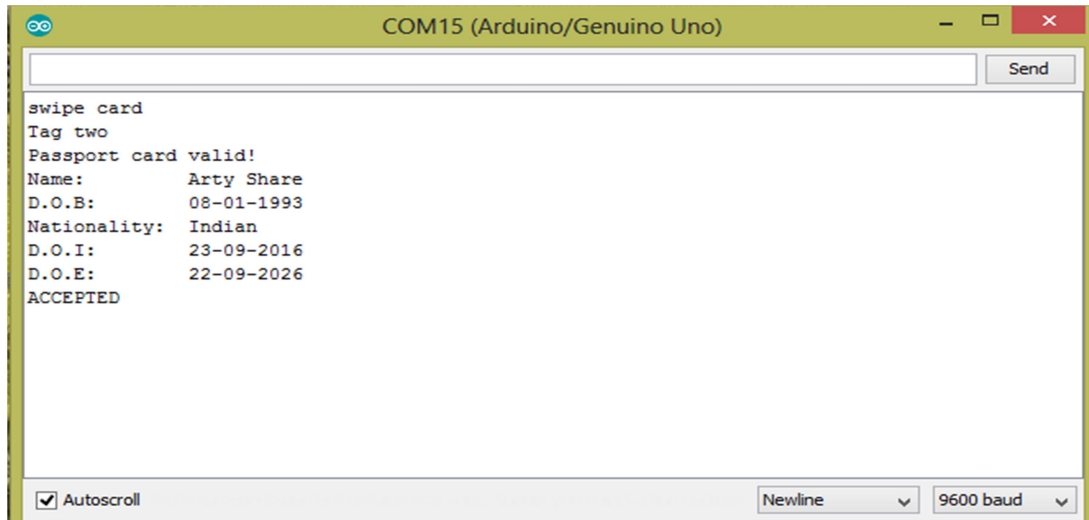 COM15 (Arduino/Genuino Uno)
Send
swipe card
Tag two
Passport card valid!
Name: Arty Share
D.O.B: 08-01-1993
Nationality: Indian
D.O.I: 23-09-2016
D.O.E: 22-09-2026
ACCEPTED
Autoscroll Newline 9600 baud